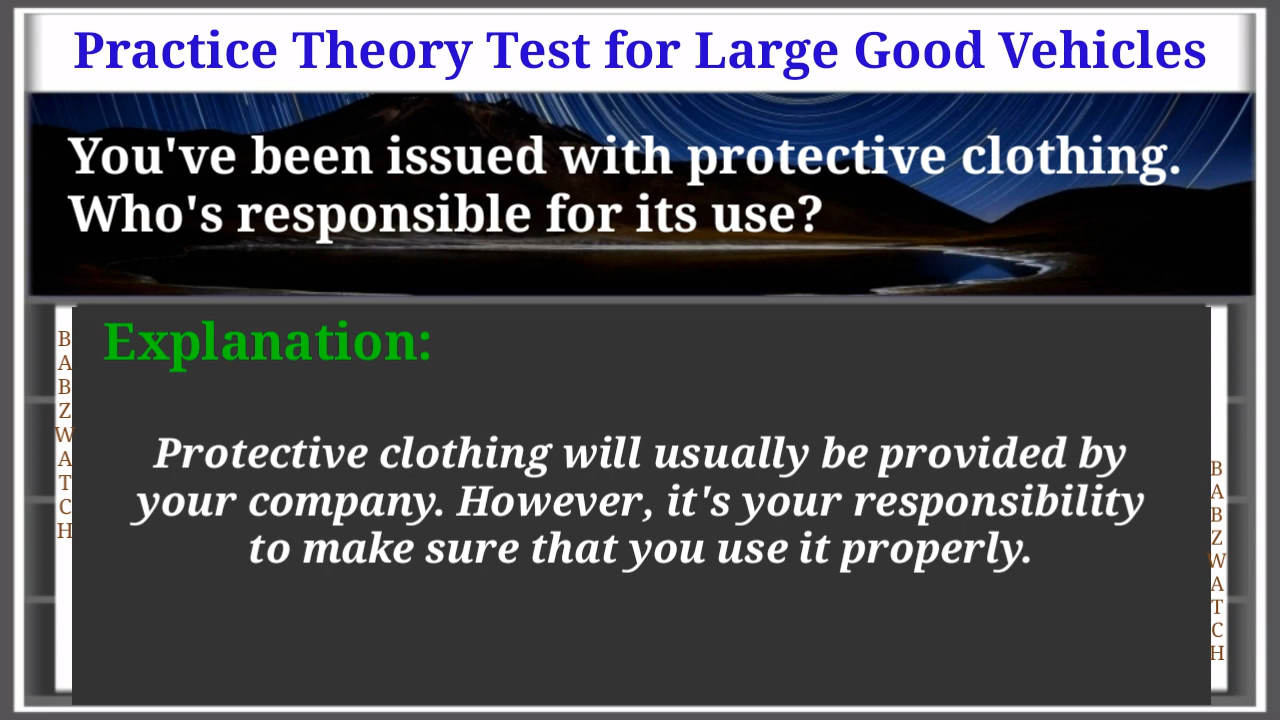 Practice Theory Test for Large Good Vehicles
You've been issued with protective clothing.
Who's responsible for its use?
Explanation:
Protective clothing will usually be provided by
your company. However, it's your responsibility
to make sure that you use it properly.
BABZWATCH
BABZWATCH